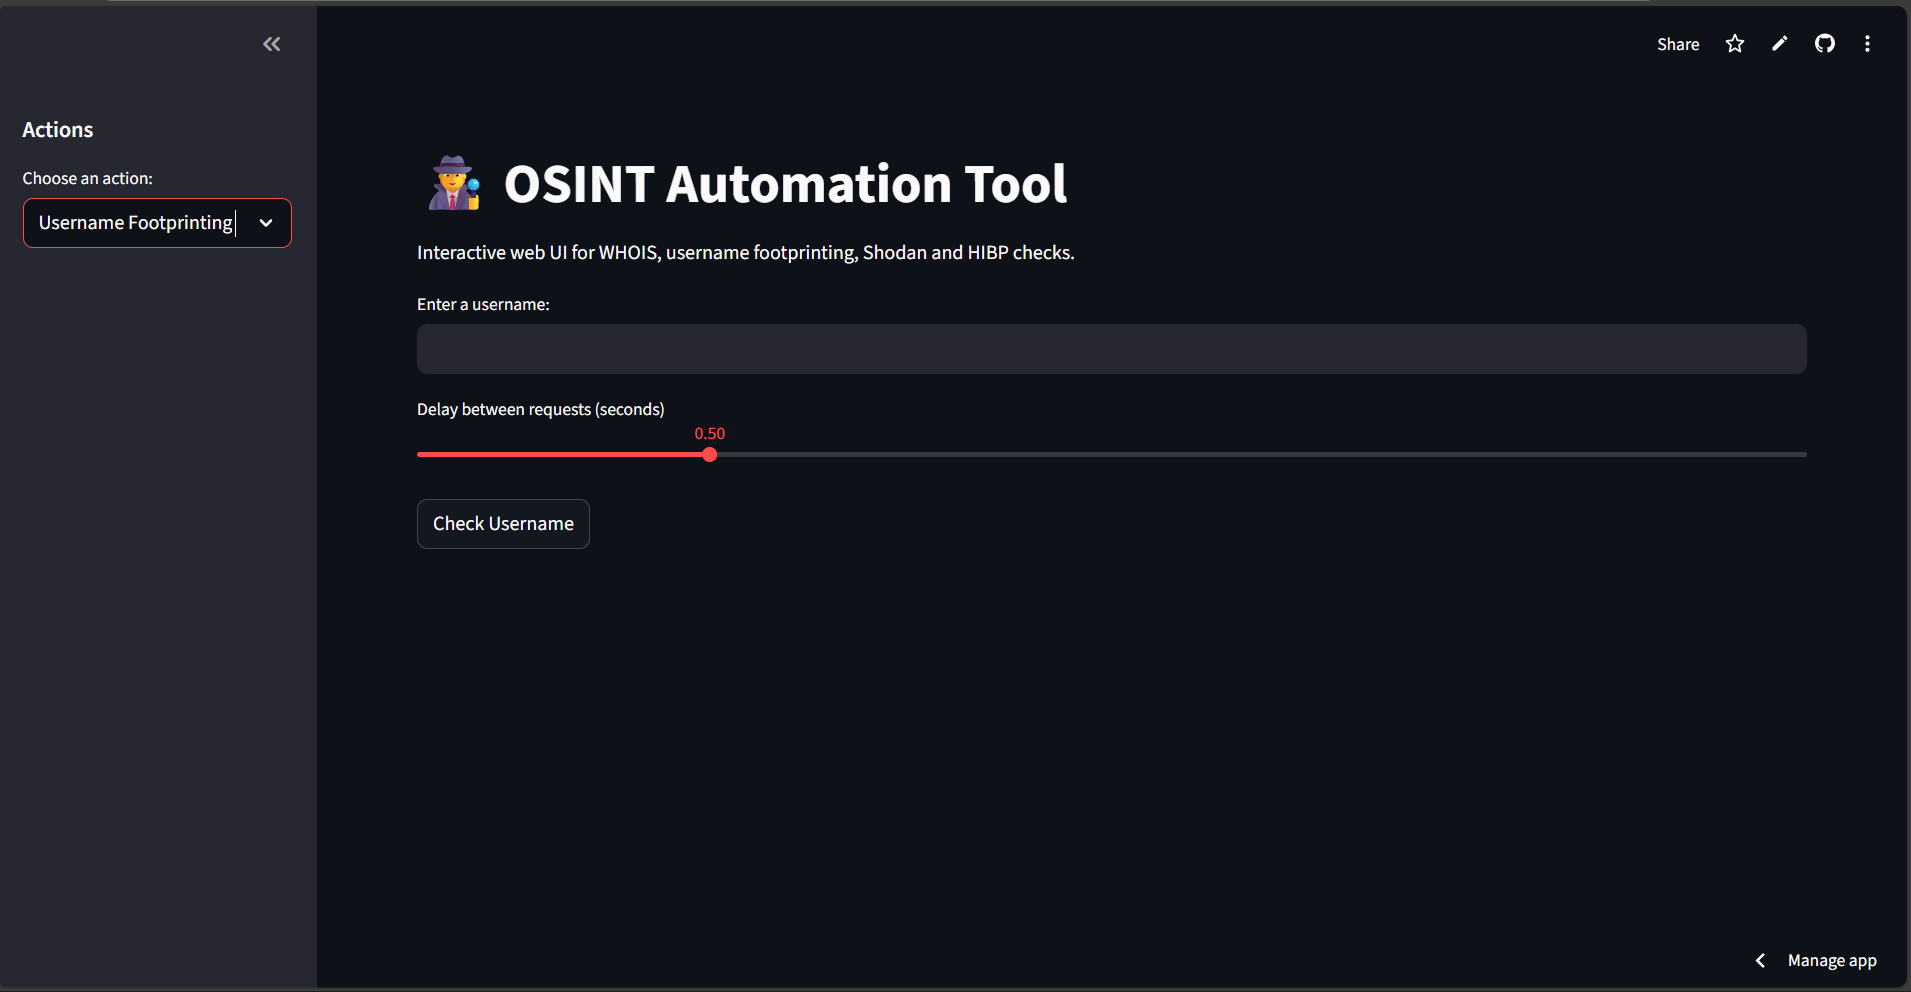 Share
Actions
Choose an action:
Username Footprinting
OSINT Automation Tool
Interactive web UI for WHOIS, username footprinting, Shodan and HIBP checks.
Enter a username:
Delay between requests (seconds)
0.50
Check Username
Manage app